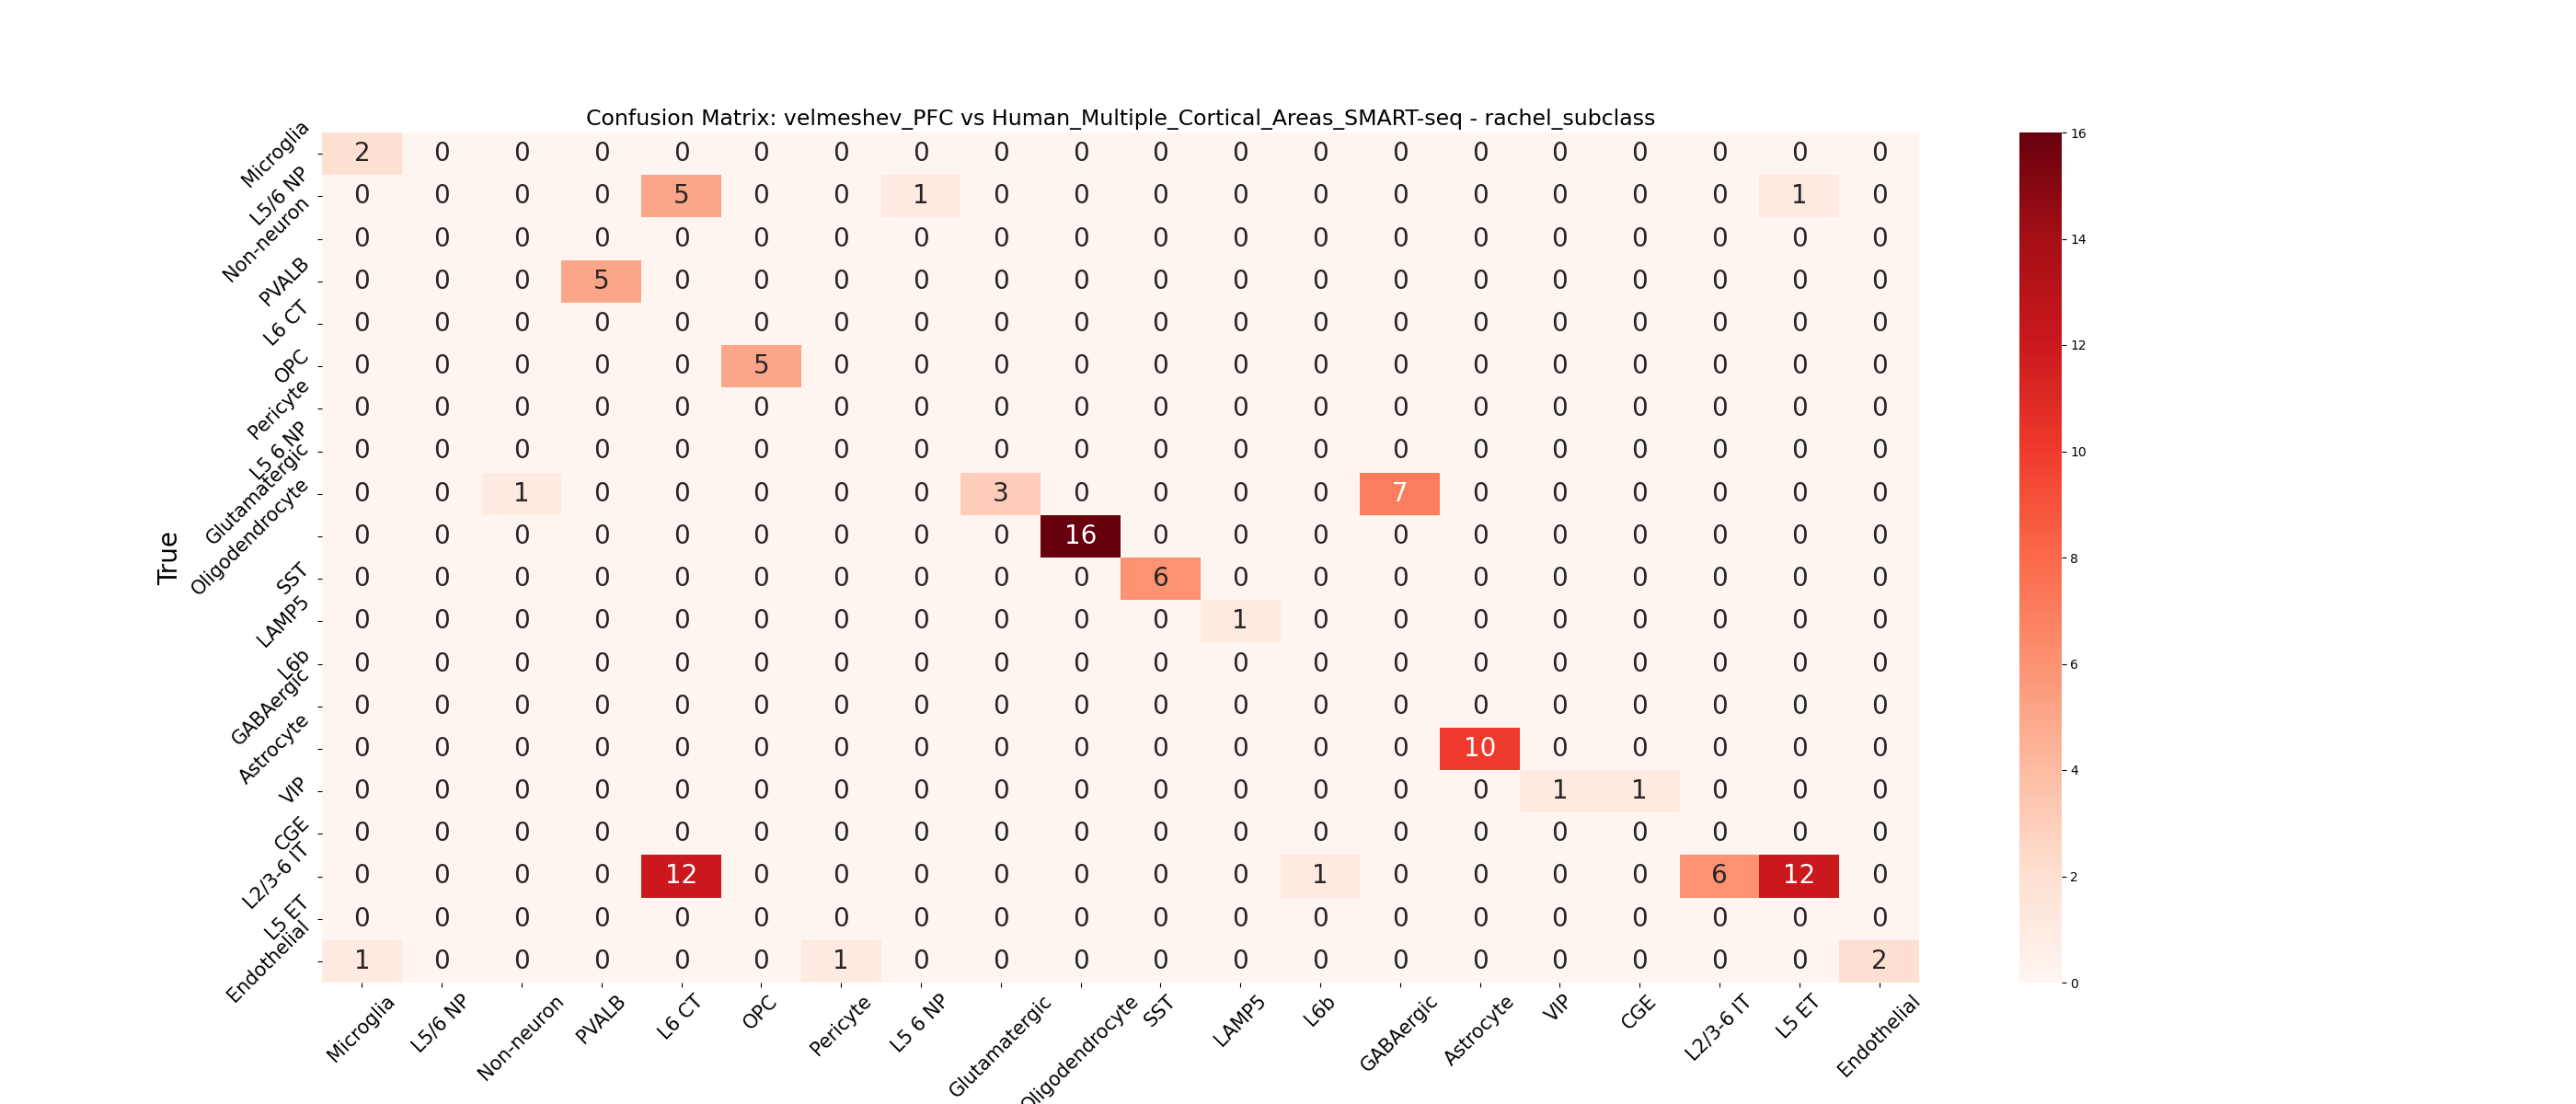 Confusion Matrix: velmeshev_PFC vs Human_Multiple_Cortical_Areas_SMART-seq - rachel_subclass
True
Microglia 2 0 0 0 0 0 0 0 0 0 0 0 0 0 0 0 0 0 0 0
L5/6 NP 0 0 0 0 5 0 0 1 0 0 0 0 0 0 0 0 0 0 1 0
Non-neuron 0 0 0 0 0 0 0 0 0 0 0 0 0 0 0 0 0 0 0 0
PVALB 0 0 0 5 0 0 0 0 0 0 0 0 0 0 0 0 0 0 0 0
L6 CT 0 0 0 0 0 0 0 0 0 0 0 0 0 0 0 0 0 0 0 0
OPC 0 0 0 0 0 5 0 0 0 0 0 0 0 0 0 0 0 0 0 0
Pericyte 0 0 0 0 0 0 0 0 0 0 0 0 0 0 0 0 0 0 0 0
L5 6 NP 0 0 0 0 0 0 0 0 0 0 0 0 0 0 0 0 0 0 0 0
Glutamatergic 0 0 1 0 0 0 0 0 3 0 0 0 0 7 0 0 0 0 0 0
Oligodendrocyte 0 0 0 0 0 0 0 0 0 16 0 0 0 0 0 0 0 0 0 0
SST 0 0 0 0 0 0 0 0 0 0 6 0 0 0 0 0 0 0 0 0
LAMP5 0 0 0 0 0 0 0 0 0 0 0 1 0 0 0 0 0 0 0 0
L6b 0 0 0 0 0 0 0 0 0 0 0 0 0 0 0 0 0 0 0 0
GABAergic 0 0 0 0 0 0 0 0 0 0 0 0 0 0 0 0 0 0 0 0
Astrocyte 0 0 0 0 0 0 0 0 0 0 0 0 0 0 10 0 0 0 0 0
VIP 0 0 0 0 0 0 0 0 0 0 0 0 0 0 0 1 1 0 0 0
CGE 0 0 0 0 0 0 0 0 0 0 0 0 0 0 0 0 0 0 0 0
L2/3-6 IT 0 0 0 0 12 0 0 0 0 0 0 0 1 0 0 0 0 6 12 0
L5 ET 0 0 0 0 0 0 0 0 0 0 0 0 0 0 0 0 0 0 0 0
Endothelial 1 0 0 0 0 0 1 0 0 0 0 0 0 0 0 0 0 0 0 2
Microglia L5/6 NP Non-neuron PVALB L6 CT OPC Pericyte L5 6 NP Glutamatergic Oligodendrocyte SST LAMP5 L6b GABAergic Astrocyte VIP CGE L2/3-6 IT L5 ET Endothelial
16
14
12
10
8
6
4
2
0